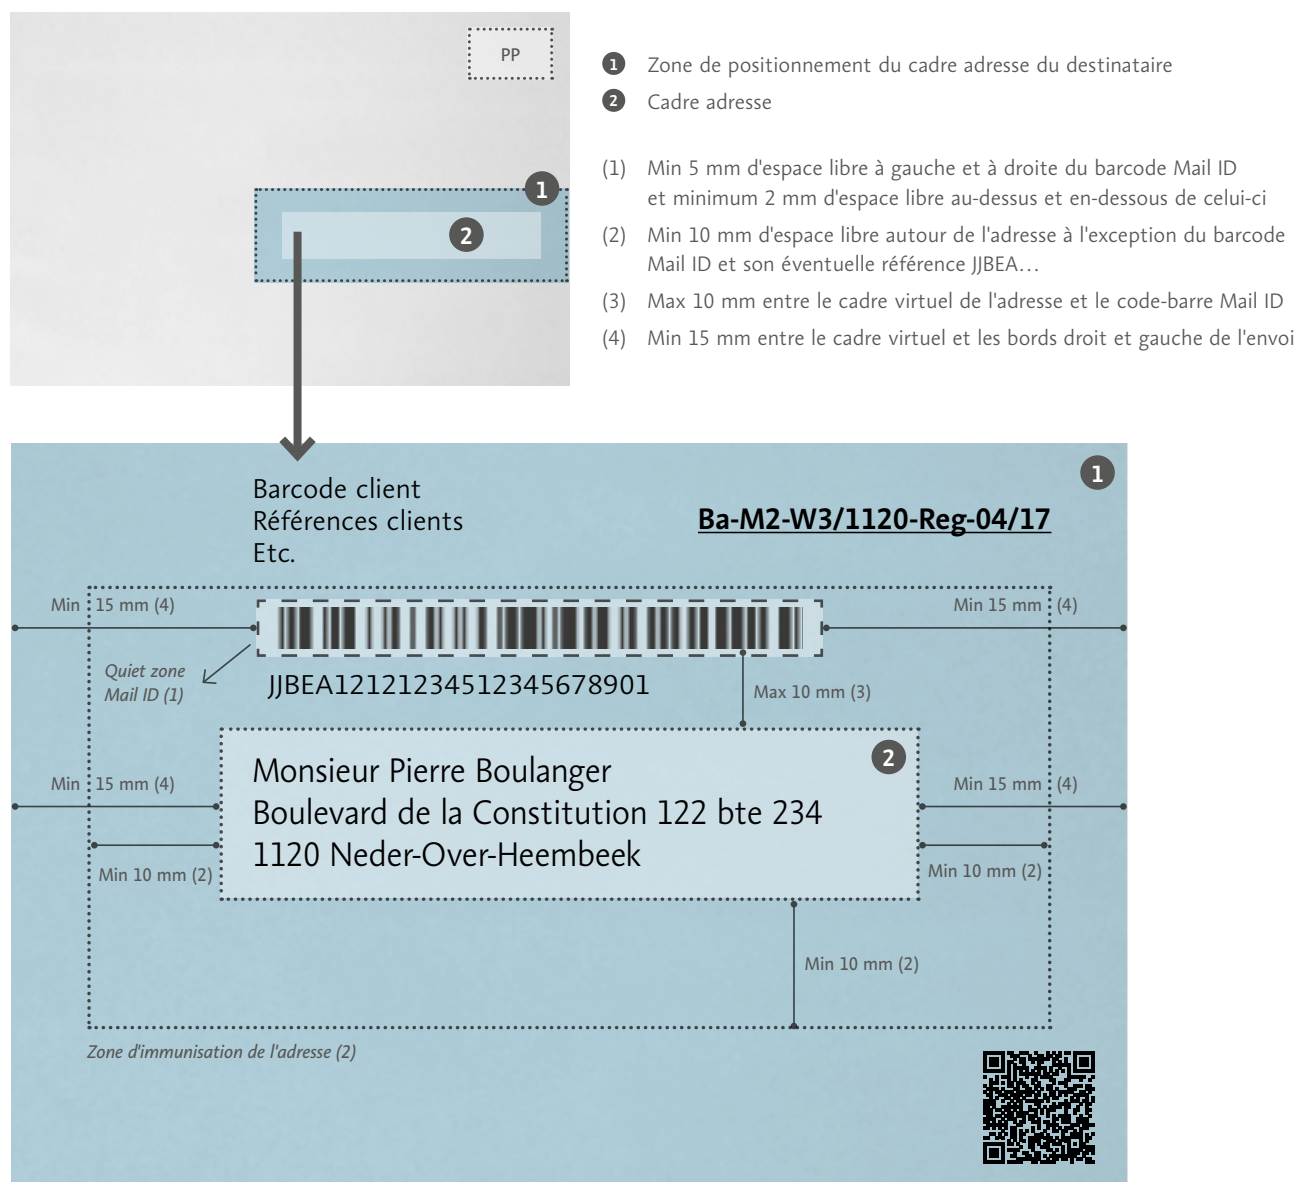 PP
1
2
1 Zone de positionnement du cadre adresse du destinataire
2 Cadre adresse
(1) Min 5 mm d'espace libre à gauche et à droite du barcode Mail ID
et minimum 2 mm d'espace libre au-dessus et en-dessous de celui-ci
(2) Min 10 mm d'espace libre autour de l'adresse à l'exception du barcode
Mail ID et son éventuelle référence JJBEA…
(3) Max 10 mm entre le cadre virtuel de l'adresse et le code-barre Mail ID
(4) Min 15 mm entre le cadre virtuel et les bords droit et gauche de l'envoi
1
Barcode client
Références clients
Etc.
Ba-M2-W3/1120-Reg-04/17
Min 15 mm (4)
Min 15 mm (4)
Quiet zone
Mail ID (1)
JJBEA12121234512345678901
Max 10 mm (3)
2
Monsieur Pierre Boulanger
Boulevard de la Constitution 122 bte 234
1120 Neder-Over-Heembeek
Min 15 mm (4)
Min 15 mm (4)
Min 10 mm (2)
Min 10 mm (2)
Min 10 mm (2)
Zone d'immunisation de l'adresse (2)